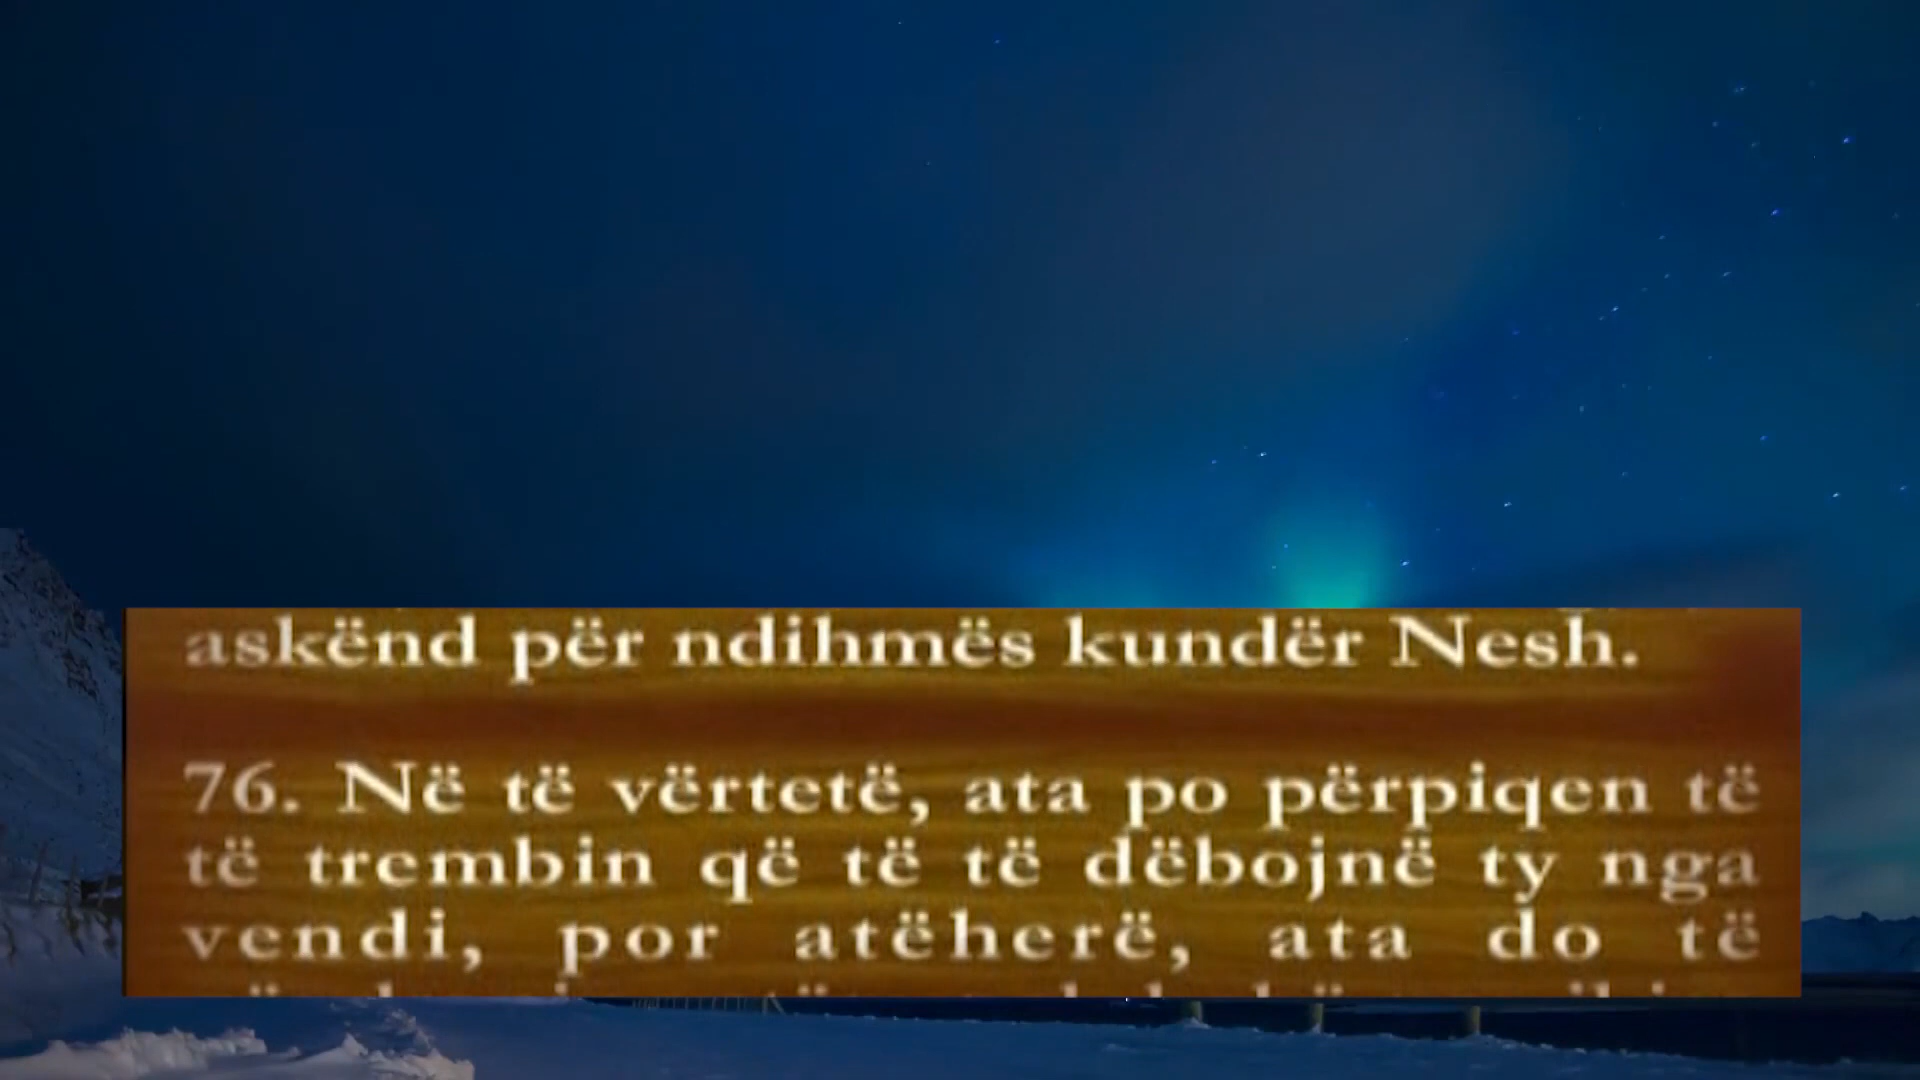 askënd për ndihmës kundër Nesh.
76. Në të vërtetë, ata po përpiqen të
të trembin që të të dëbojnë ty nga
vendi, por atëherë, ata do të